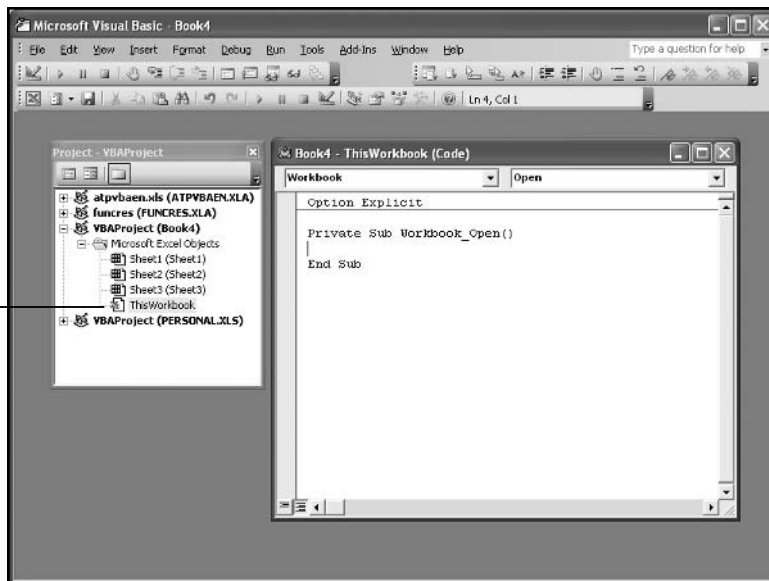 Microsoft Visual Basic - Book4
File Edit View Insert Format Debug Run Tools Add-Ins Window Help Type a question for help
Ln 4, Col 1
Project - VBAProject
atpvbaen.xls (ATPVBAEN.XLA)
funcres (FUNCRES.XLA)
VBAProject (Book4)
Microsoft Excel Objects
Sheet1 (Sheet1)
Sheet2 (Sheet2)
Sheet3 (Sheet3)
ThisWorkbook
VBAProject (PERSONAL.XLS)
Book4 - ThisWorkbook (Code)
Workbook Open
Option Explicit
Private Sub Workbook_Open()
End Sub